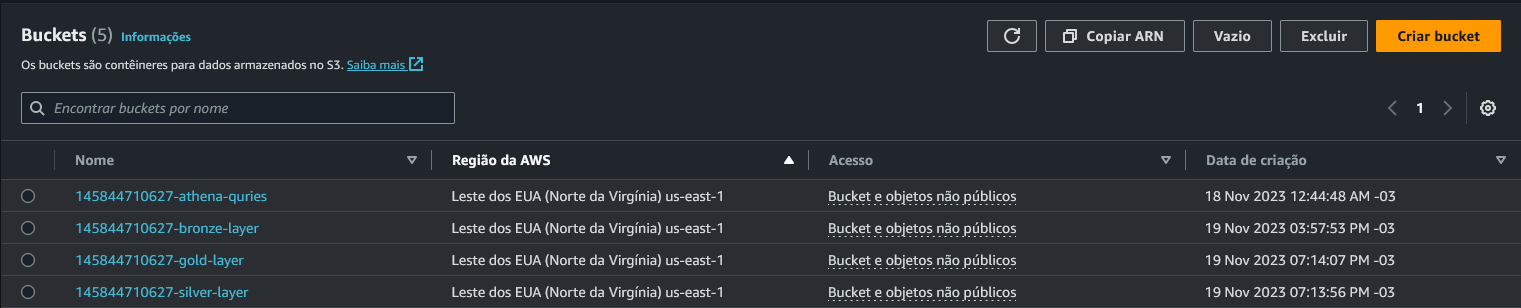 Buckets (5) Informações
Copiar ARN Vazio Excluir Criar bucket
Os buckets são contêineres para dados armazenados no S3. Saiba mais
Encontrar buckets por nome
1
Nome Região da AWS Acesso Data de criação
145844710627-athena-quries Leste dos EUA (Norte da Virgínia) us-east-1 Bucket e objetos não públicos 18 Nov 2023 12:44:48 AM -03
145844710627-bronze-layer Leste dos EUA (Norte da Virgínia) us-east-1 Bucket e objetos não públicos 19 Nov 2023 03:57:53 PM -03
145844710627-gold-layer Leste dos EUA (Norte da Virgínia) us-east-1 Bucket e objetos não públicos 19 Nov 2023 07:14:07 PM -03
145844710627-silver-layer Leste dos EUA (Norte da Virgínia) us-east-1 Bucket e objetos não públicos 19 Nov 2023 07:13:56 PM -03